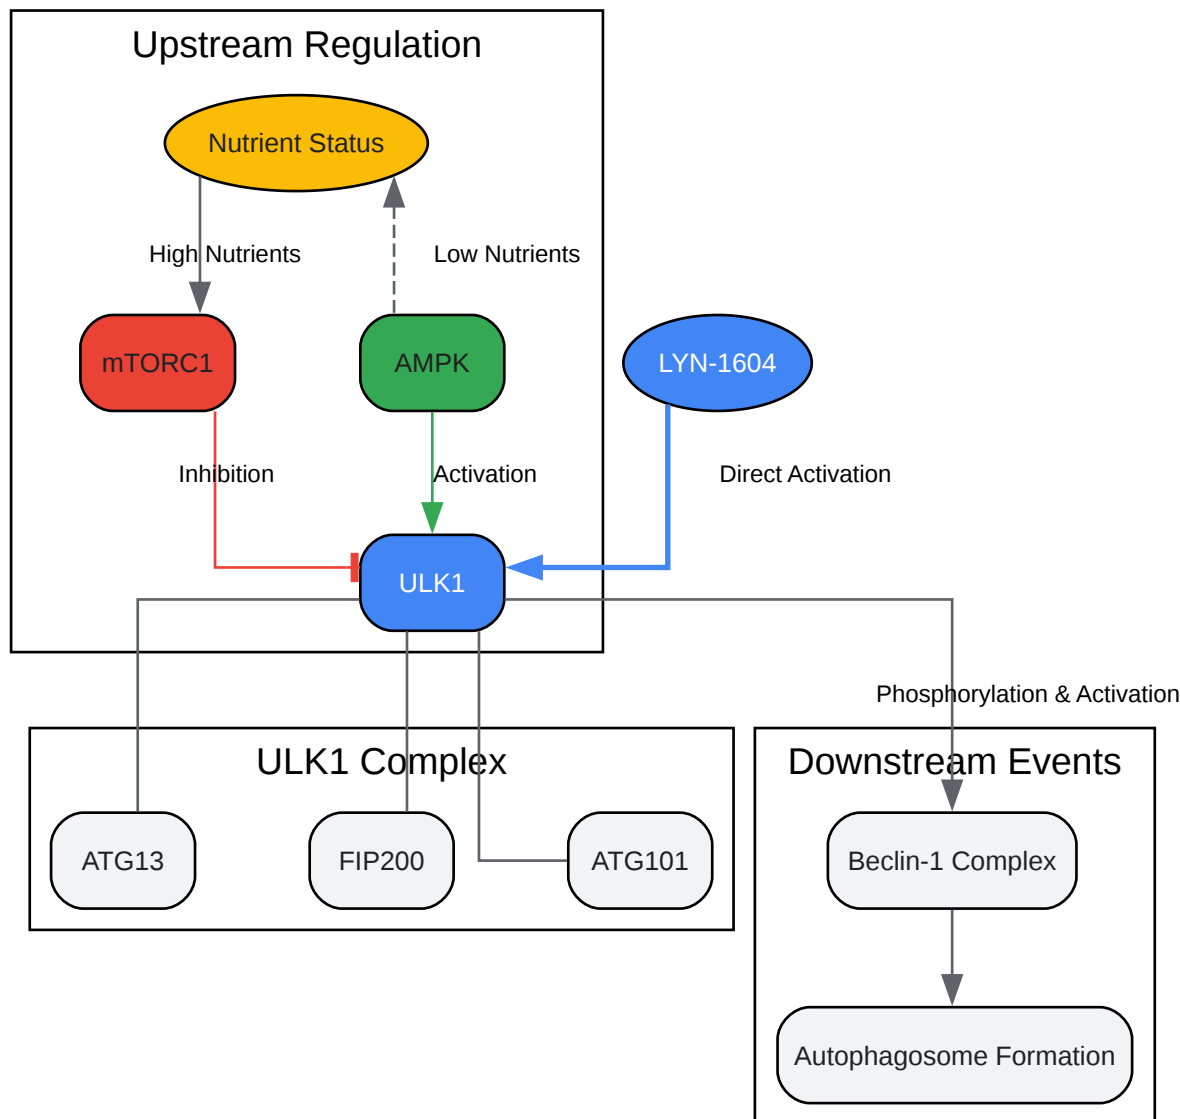 Upstream Regulation
Nutrient Status
High Nutrients
Low Nutrients
mTORC1
AMPK
LYN-1604
Inhibition
Activation
Direct Activation
ULK1
Phosphorylation & Activation
ULK1 Complex
Downstream Events
ATG13
FIP200
ATG101
Beclin-1 Complex
Autophagosome Formation